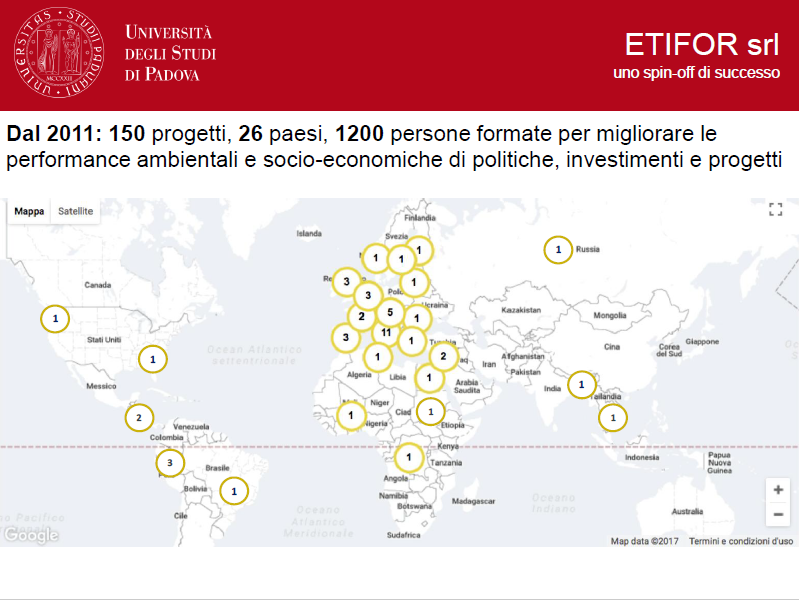 UNIVERSITÀ
DEGLI STUDI
DI PADOVA
ETIFOR srl
uno spin-off di successo
Dal 2011: 150 progetti, 26 paesi, 1200 persone formate per migliorare le
performance ambientali e socio-economiche di politiche, investimenti e progetti
Mappa Satellite
Finlandia
Islanda
Svezia
1
1 1
1 Russia
Canada
3
1
3
Ucraina
Kazakistan
Mongolia
1
2 5 1
Stati Uniti
3 11 1
Cina
Corea
del Sud
Giappone
Oceano Atlantico
settentrionale
1
1
2
Iraq
Iran
Afghanistan
Pakistan
Messico
Algeria
Libia
1
Arabia
Saudita
India
1
Tailandia
2
Venezuela
Colombia
1
Niger
Nigeria
Ciad
1
Etiopia
1
Kenya
3
Brasile
1
Tanzania
Indonesia
Papua
Nuova
Guinea
Bolivia
1
Angola
Namibia
Botswana
Madagascar
Oceano
Indiano
Oceano
Atlantico
Meridionale
Cile
Australia
Sudafrica
Google
Map data ©2017 Termini e condizioni d'uso